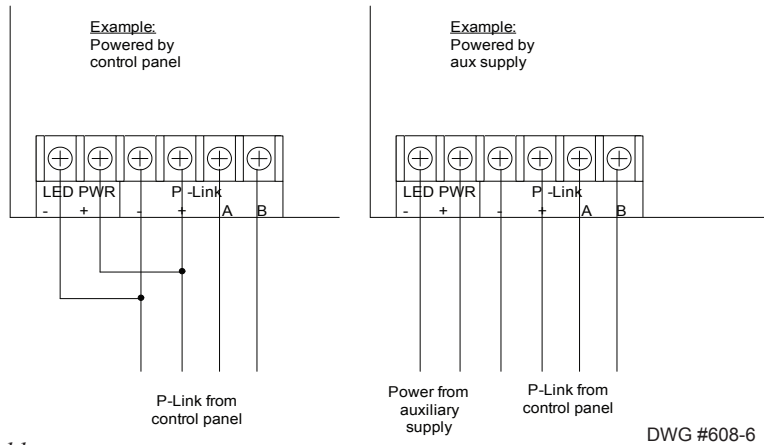 Example:
Powered by
control panel
LED PWR P -Link
- + - + A B
P-Link from
control panel
Example:
Powered by
aux supply
LED PWR P -Link
- + - + A B
Power from
auxiliary
supply
P-Link from
control panel
DWG #608-6